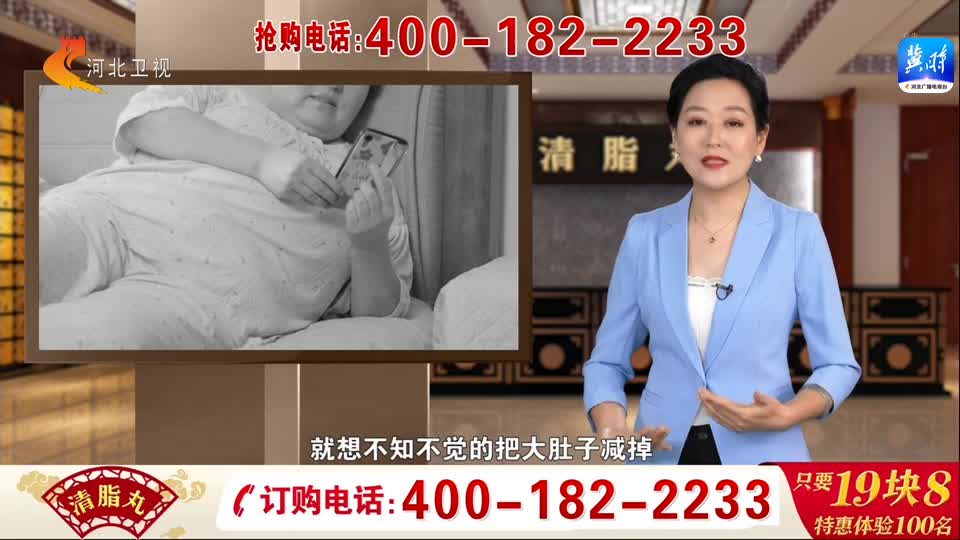 抢购电话:400-182-2233
河北卫视
冀时
河北广播电视台
清脂丸
就想不知不觉的把大肚子减掉
清脂丸
订购电话:400-182-2233
只要19块8
特惠体验100名